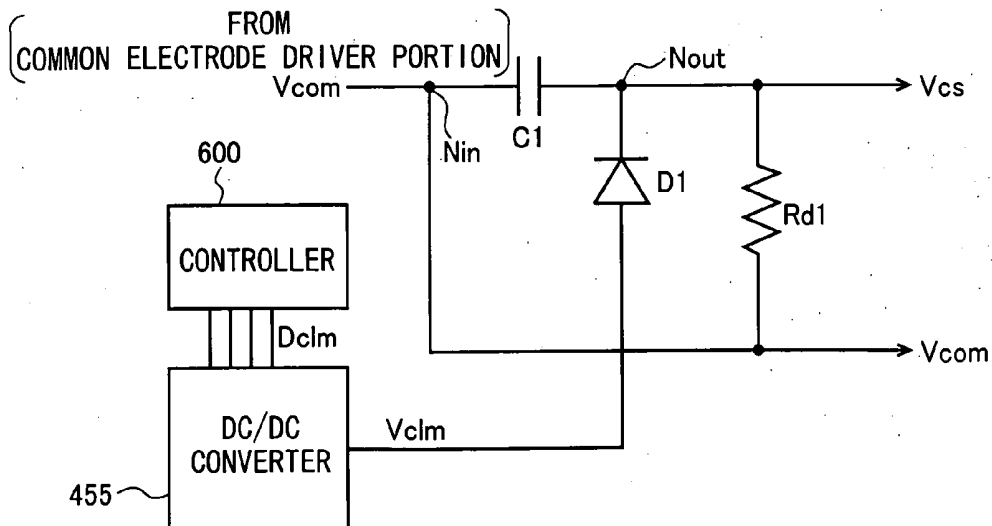 FROM
COMMON ELECTRODE DRIVER PORTION
Vcom
Nin
C1
Nout
Vcs
D1
Rd1
600
CONTROLLER
Dclm
Vcom
DC/DC
CONVERTER
Vclm
455